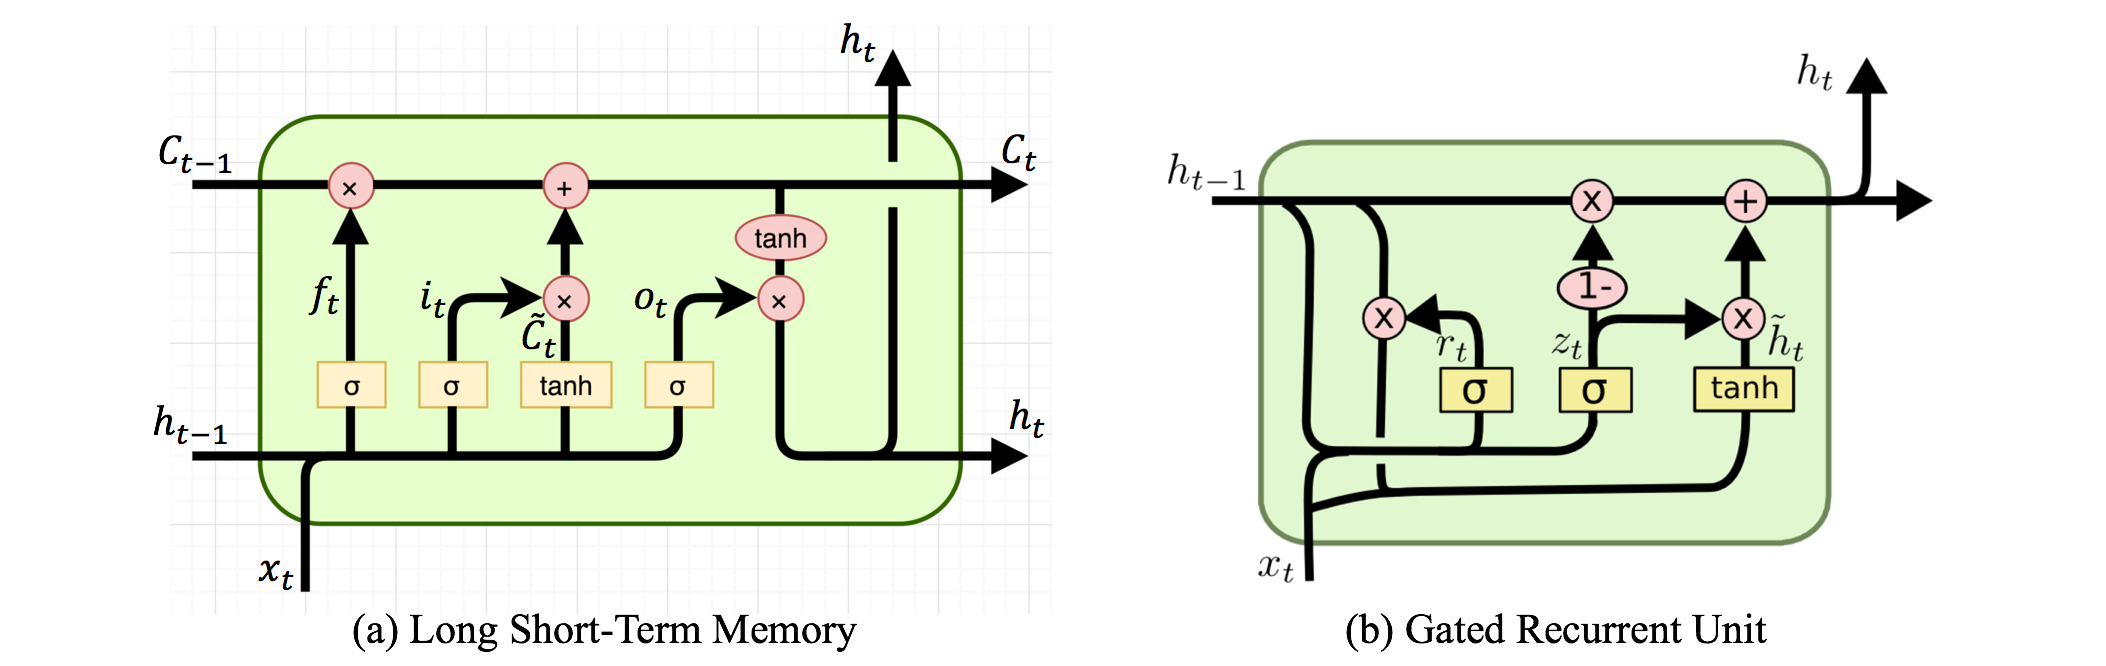 h_t
C_{t-1}
C_t
×
+
tanh
f_t
i_t
×
o_t
×
C̃_t
σ
σ
tanh
σ
h_{t-1}
h_t
x_t
(a) Long Short-Term Memory
h_t
h_{t-1}
x
+
1-
x
r_t
z_t
x
h̃_t
σ
σ
tanh
x_t
(b) Gated Recurrent Unit